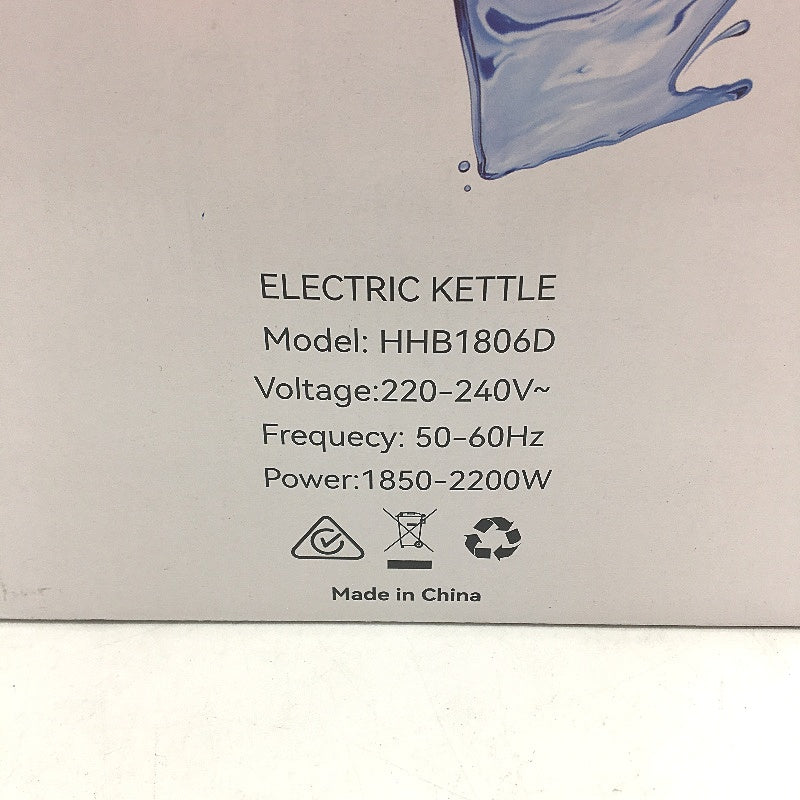 ELECTRIC KETTLE
Model: HHB1806D
Voltage:220-240V~
Frequecy: 50-60Hz
Power:1850-2200W
Made in China